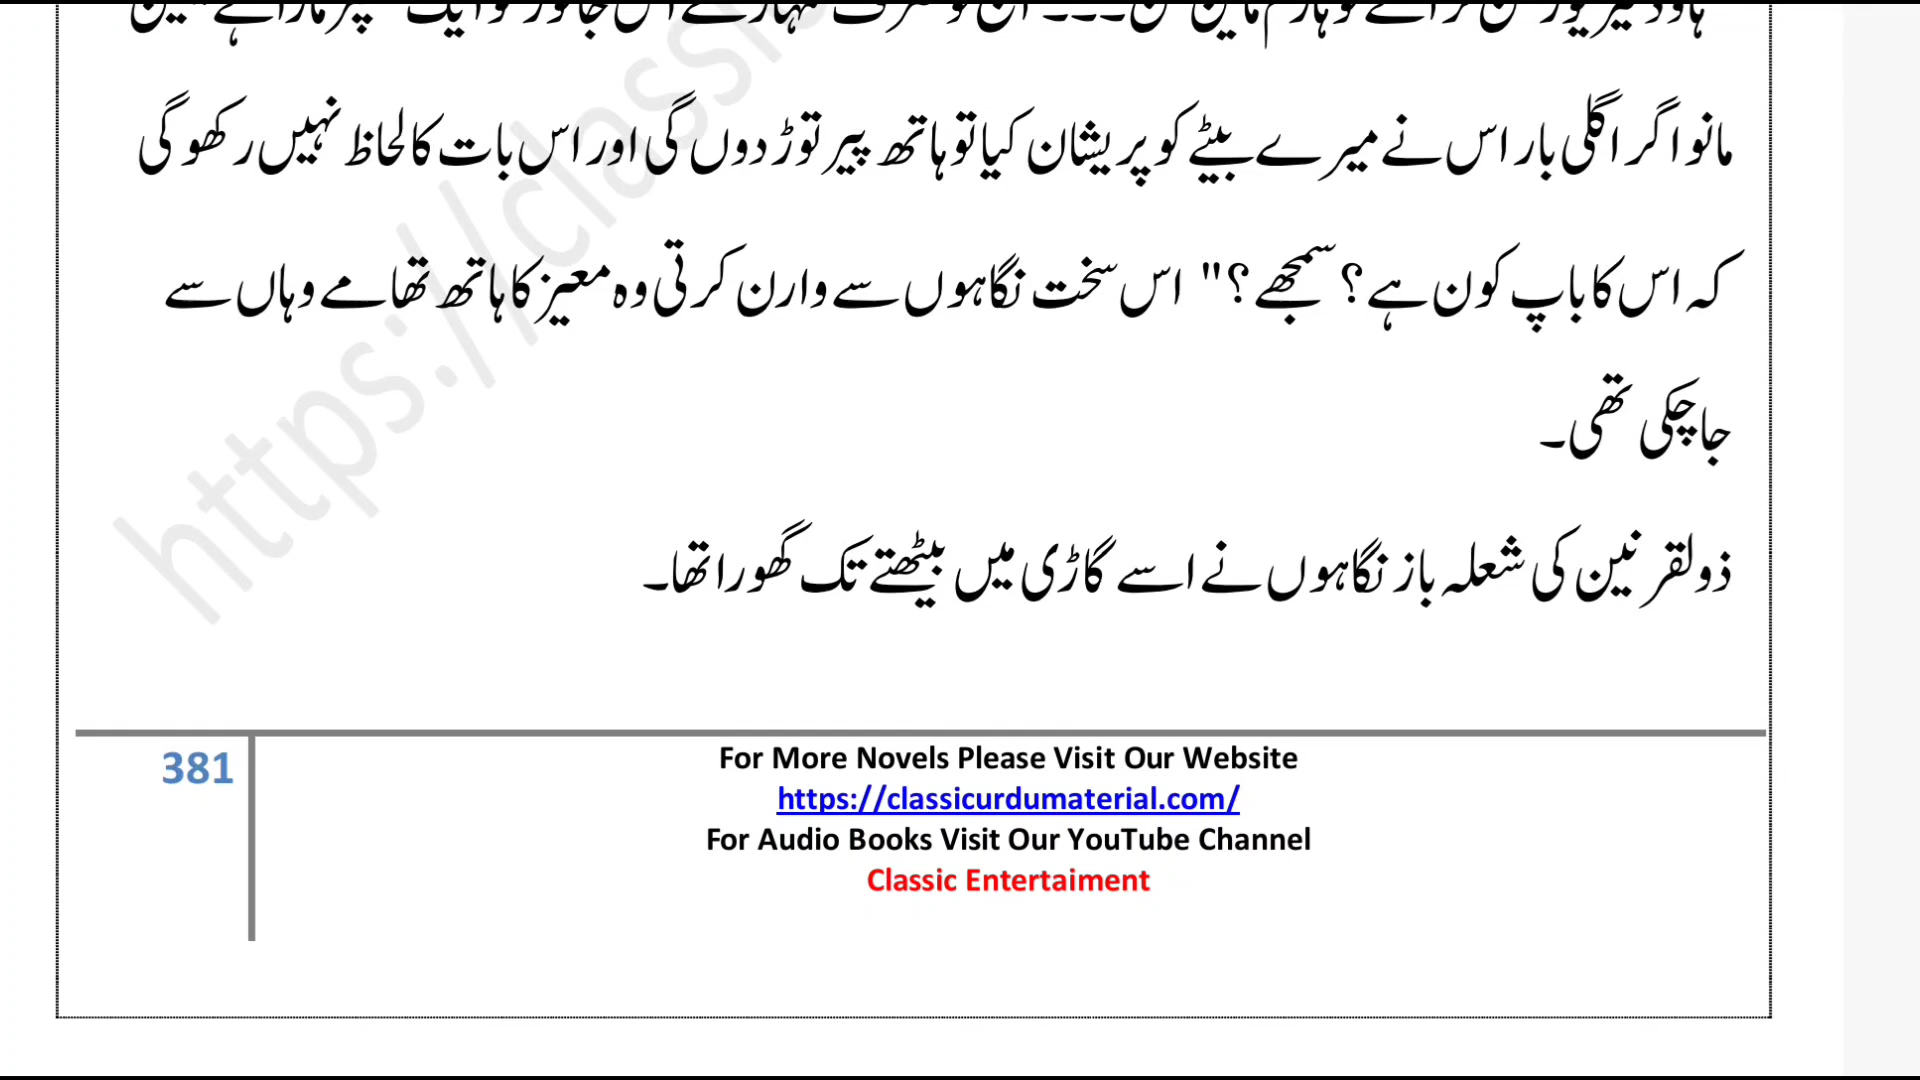 مانو اگر اگلی بار اس نے میرے بیٹے کو پریشان کیا تو ہاتھ پیر توڑ دوں گی اور اس بات کا لحاظ نہیں رکھو گی
کہ اس کا باپ کون ہے؟ سمجھے؟" اس سخت نگاہوں سے وارن کرتی وہ معیز کا ہاتھ تھامے وہاں سے
جا چکی تھی۔
ذولقرنین کی شعلہ باز نگاہوں نے اسے گاڑی میں بیٹھتے تک گھورا تھا۔
https://classi
381
For More Novels Please Visit Our Website
https://classicurdumaterial.com/
For Audio Books Visit Our YouTube Channel
Classic Entertaiment